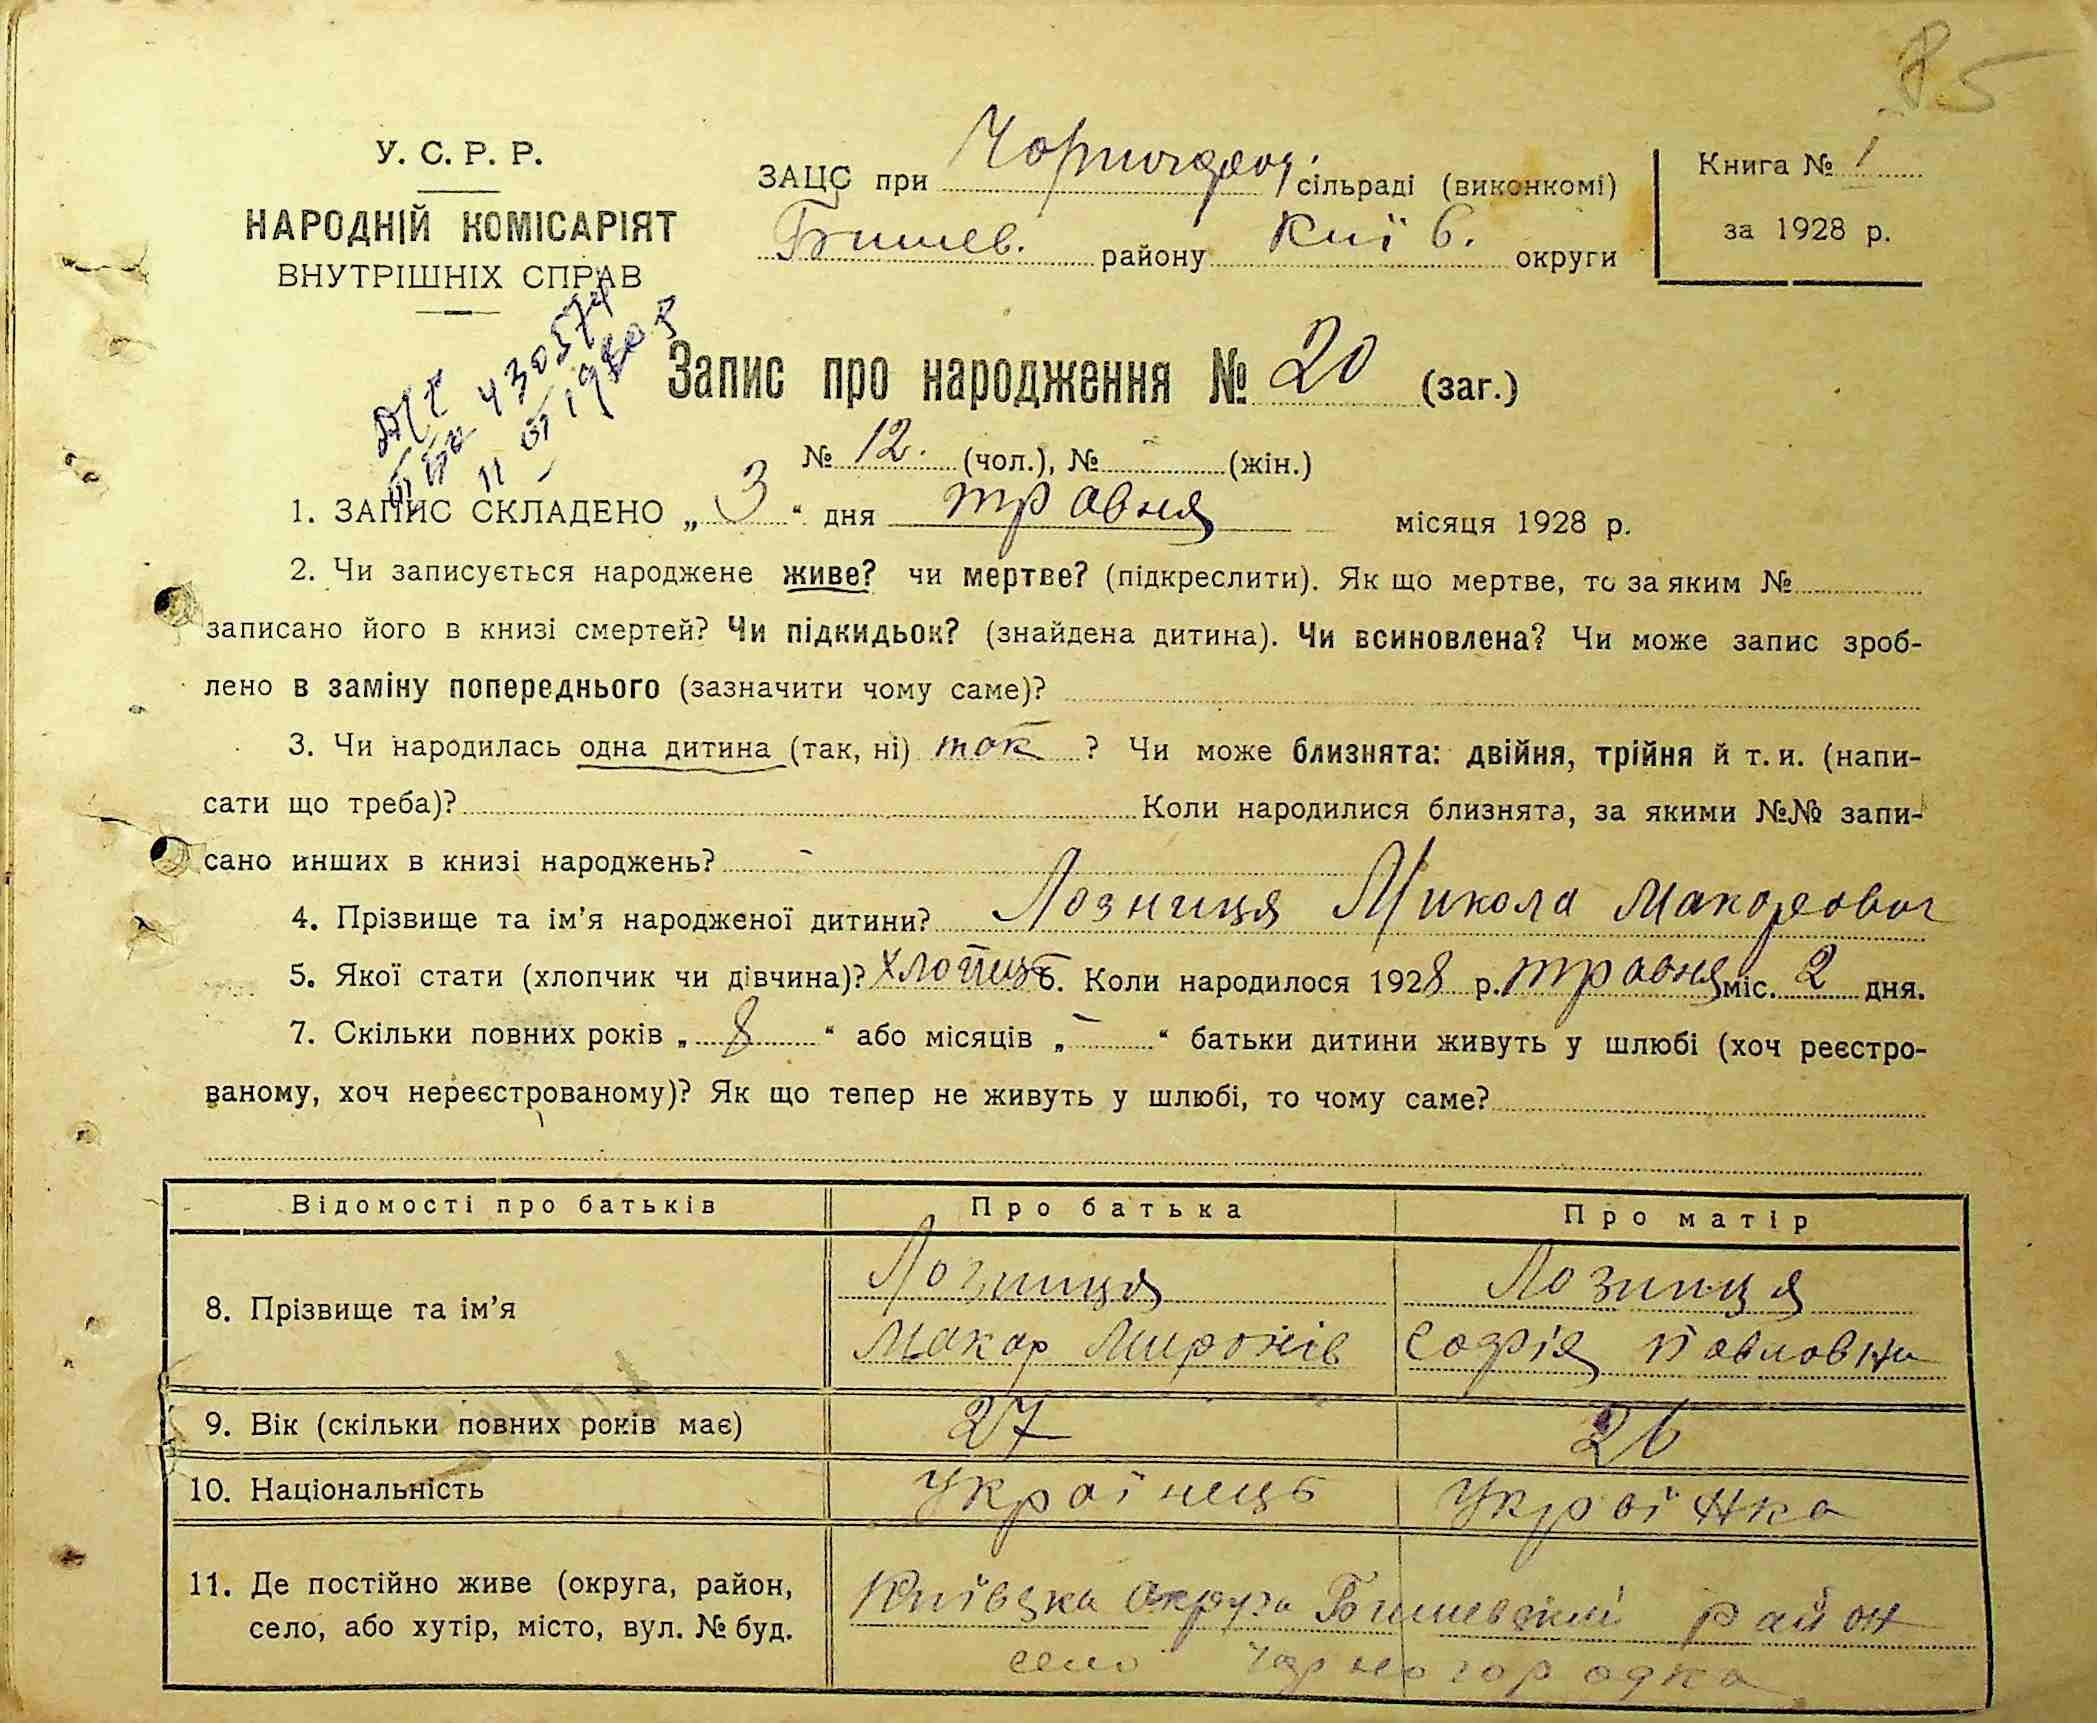 85
У. С. Р. Р.
НАРОДНІЙ КОМІСАРІЯТ
ВНУТРІШНІХ СПРАВ
ЗАЦС при Чорногород. сільраді (виконкомі)
Бишев. району Киї в. округи
Книга № 1
за 1928 р.
Запис про народження № 20 (заг.)
№ 12. (чол.), № - (жін.)
1. ЗАПИС СКЛАДЕНО „ 3 “ дня травня місяця 1928 р.
2. Чи записується народжене живе? чи мертве? (підкреслити). Як що мертве, то за яким №
записано його в книзі смертей? Чи підкидьок? (знайдена дитина). Чи всиновлена? Чи може запис зроб-
лено в заміну попереднього (зазначити чому саме)?
3. Чи народилась одна дитина (так, ні) так ? Чи може близнята: двійня, трійня й т. и. (напи-
сати що треба)? Коли народилися близнята, за якими №№ запи-
сано инших в книзі народжень? -
4. Прізвище та ім’я народженої дитини? Лозниця Микола Макарович
5. Якої стати (хлопчик чи дівчина)? хлопець 6. Коли народилося 1928 р. травня міс. 2 дня.
7. Скільки повних років „ 8 “ або місяців „ - “ батьки дитини живуть у шлюбі (хоч реєстро-
ваному, хоч нереєстрованому)? Як що тепер не живуть у шлюбі, то чому саме?
Відомості про батьків Про батька Про матір
8. Прізвище та ім’я Лозниця Лозниця
Макар Миронів Софія Павловна
9. Вік (скільки повних років має) 27 26
10. Національність Українець Українка
11. Де постійно живе (округа, район,
село, або хутір, місто, вул. № буд.
Київська округа Бишевский район
село Чорногородка